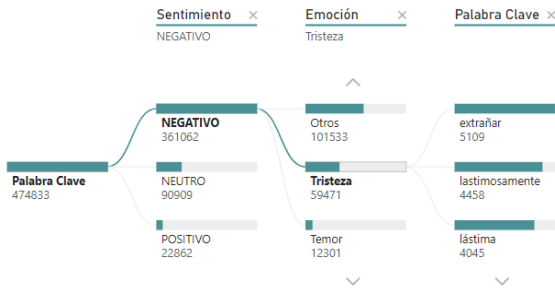 Sentimiento ×
NEGATIVO
Emoción ×
Tristeza
Palabra Clave ×
Palabra Clave
474833
NEGATIVO
361062
NEUTRO
90909
POSITIVO
22862
Otros
101533
Tristeza
59471
Temor
12301
extrañar
5109
lastimosamente
4458
lástima
4045